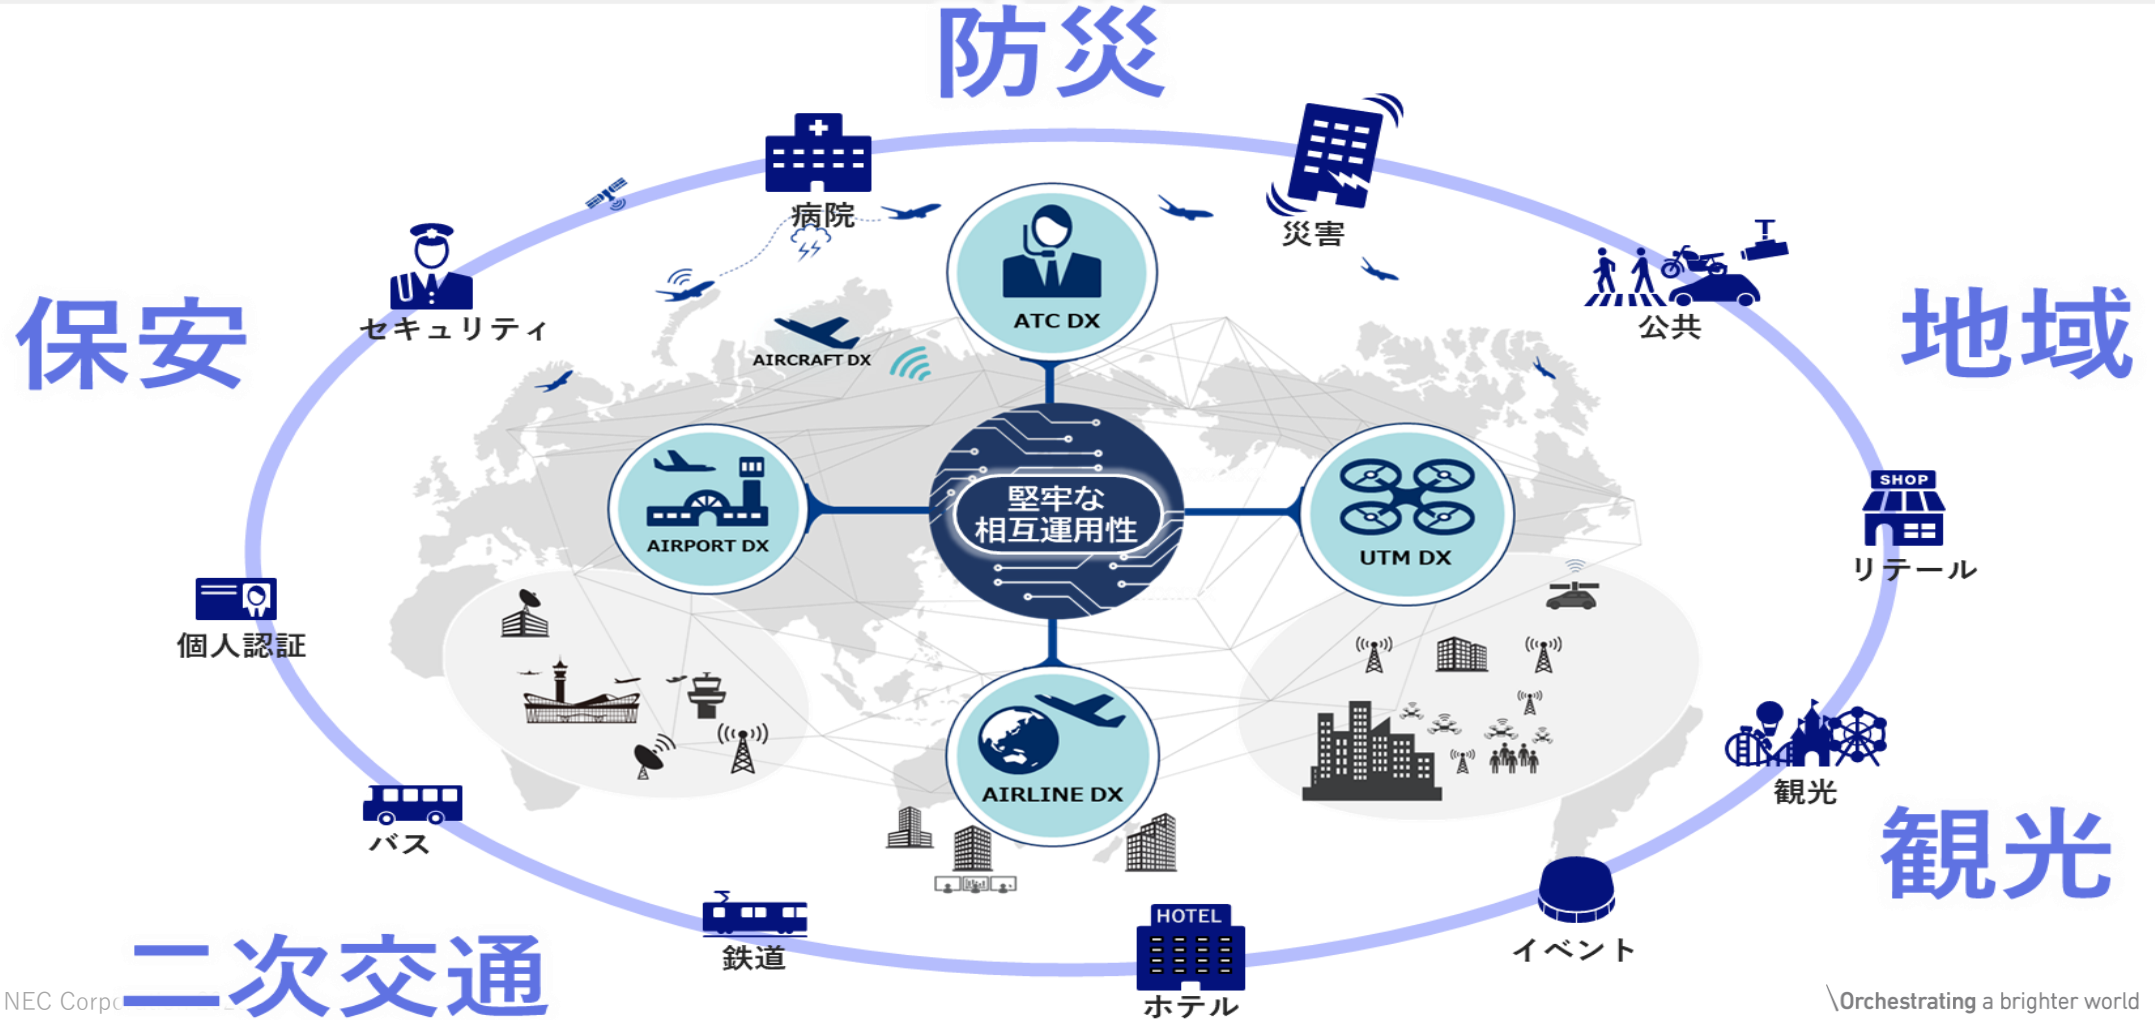 防災
病院
災害
セキュリティ
公共
保安
地域
ATC DX
AIRCRAFT DX
SHOP
リテール
堅牢な
相互運用性
AIRPORT DX
UTM DX
個人認証
観光
AIRLINE DX
バス
観光
HOTEL
イベント
鉄道
ホテル
二次交通
NEC
\Orchestrating a brighter world